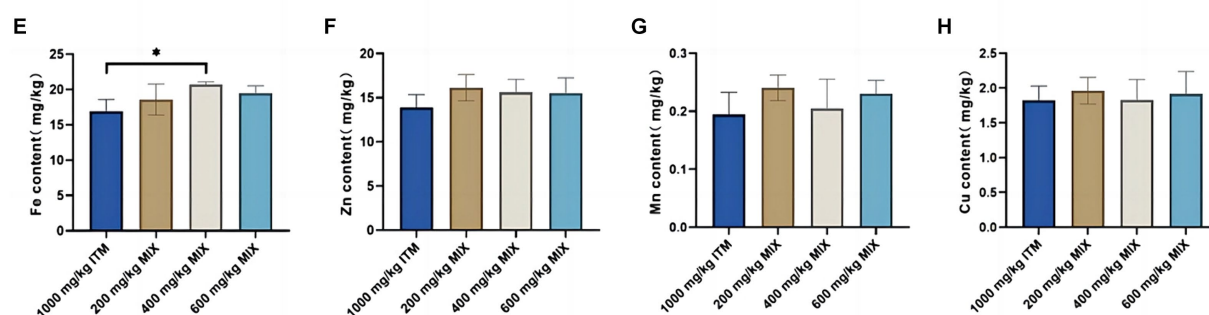 E
Fe content( mg/kg)
25
20
15
10
5
0
*
1000 mg/kg ITM
200 mg/kg MIX
400 mg/kg MIX
600 mg/kg MIX
F
Zn content( mg/kg)
20
15
10
5
0
1000 mg/kg ITM
200 mg/kg MIX
400 mg/kg MIX
600 mg/kg MIX
G
Mn content( mg/kg)
0.3
0.2
0.1
0.0
1000 mg/kg ITM
200 mg/kg MIX
400 mg/kg MIX
600 mg/kg MIX
H
Cu content( mg/kg)
2.5
2.0
1.5
1.0
0.5
0.0
1000 mg/kg ITM
200 mg/kg MIX
400 mg/kg MIX
600 mg/kg MIX